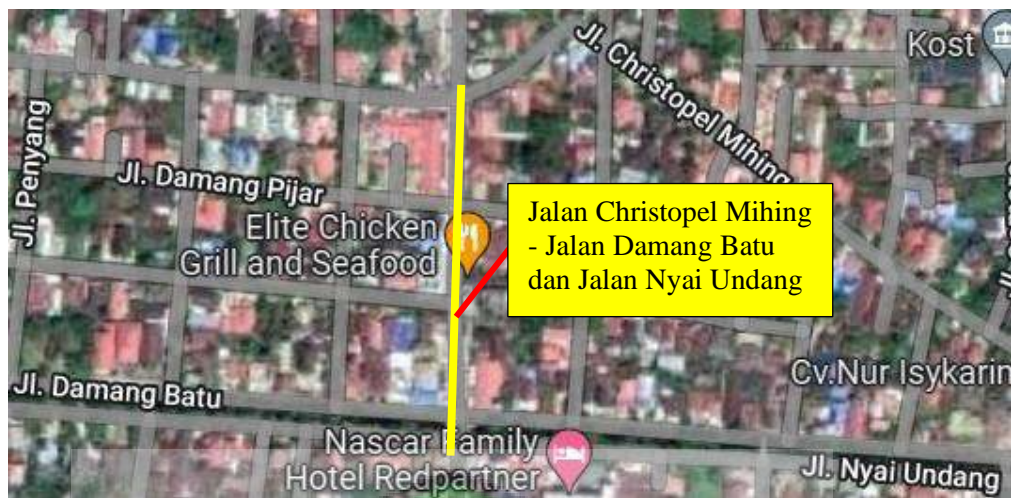 Kost
Jl. Christopel Mihing
Jl. Penyang
Jl. Damang Pijar
Elite Chicken
Grill and Seafood
Jalan Christopel Mihing
- Jalan Damang Batu
dan Jalan Nyai Undang
Cv.Nur Isykarin
Jl. Damang Batu
Nascar Family
Hotel Redpartner
Jl. Nyai Undang